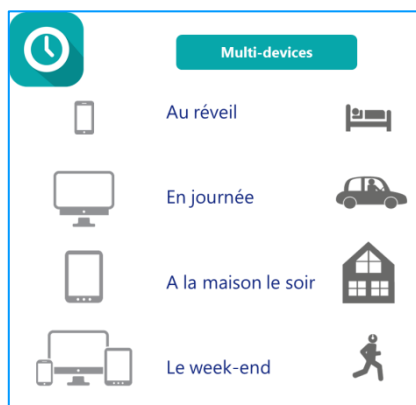 Multi-devices
Au réveil
En journée
A la maison le soir
Le week-end